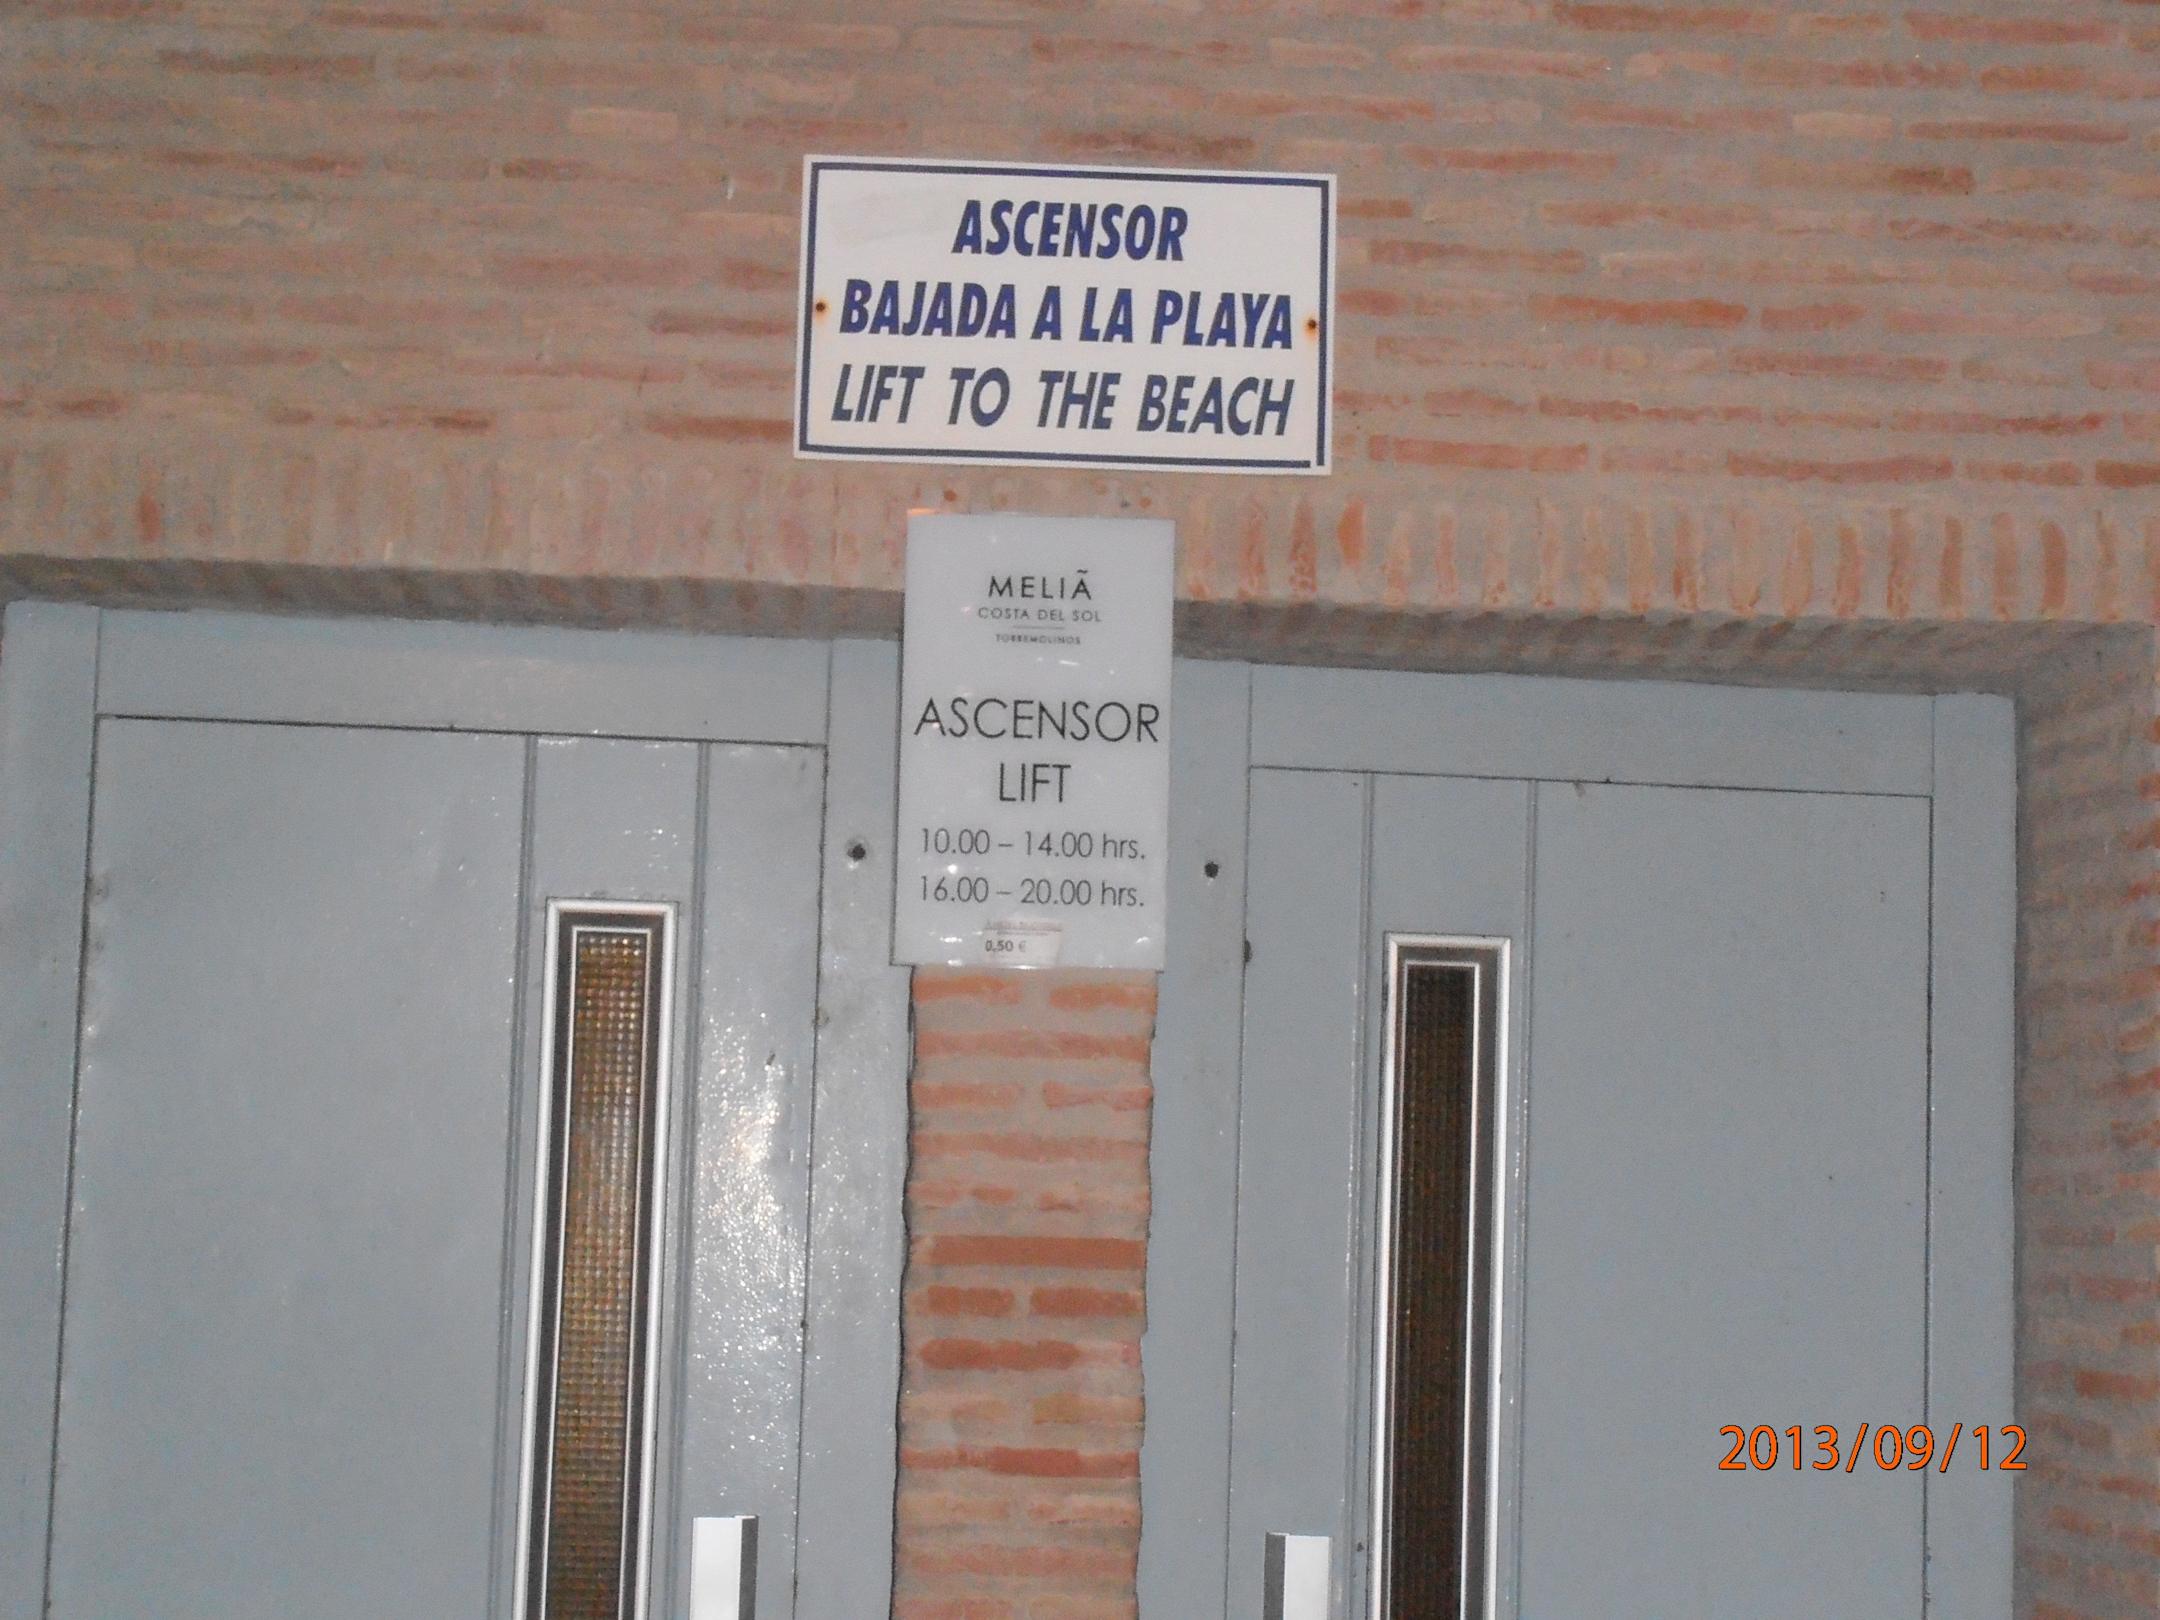 ASCENSOR
BAJADA A LA PLAYA
LIFT TO THE BEACH
MELIÃ
COSTA DEL SOL
TORREMOLINOS
ASCENSOR
LIFT
10.00 – 14.00 hrs.
16.00 – 20.00 hrs.
0,50 €
2013/09/12